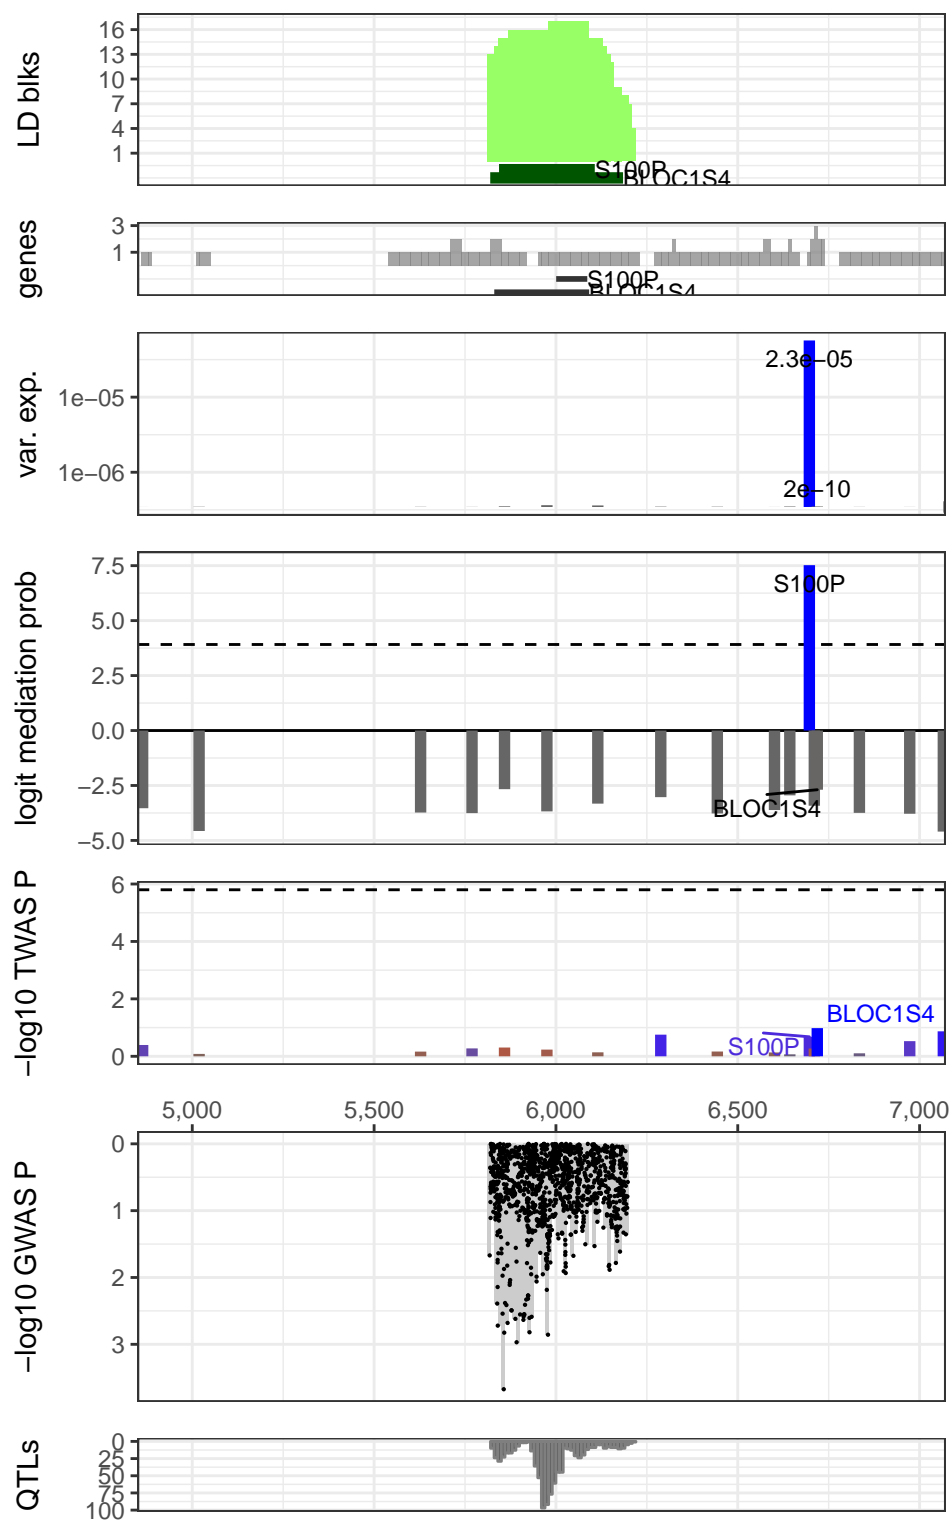 LD blks
16
13
10
7
4
1
S100P
BLOC1S4
genes
3
1
S100P
BLOC1S4
var. exp.
1e−05
1e−06
2.3e−05
2e−10
logit mediation prob
7.5
5.0
2.5
0.0
−2.5
−5.0
S100P
BLOC1S4
−log10 TWAS P
6
4
2
0
BLOC1S4
S100P
5,000 5,500 6,000 6,500 7,000
−log10 GWAS P
0
1
2
3
QTLs
0
25
50
75
100